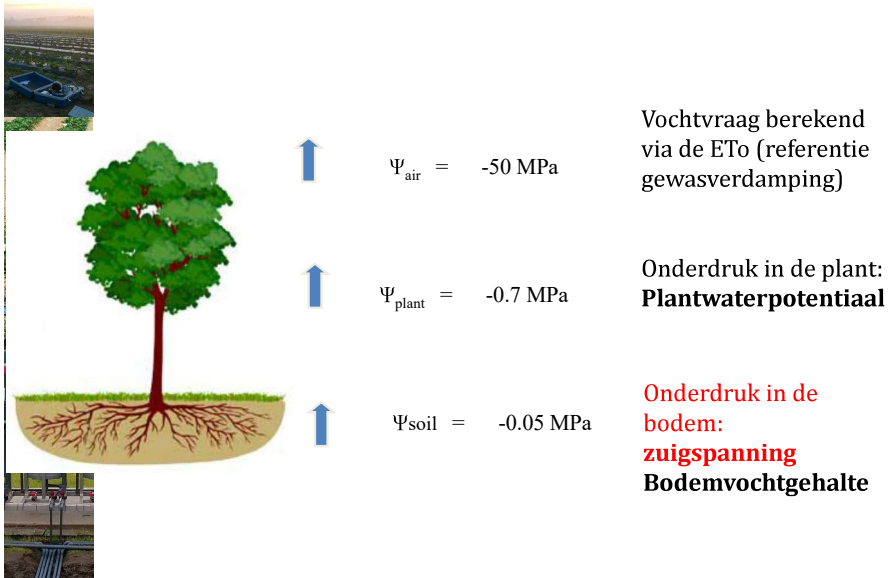 Vochtvraag berekend
via de ETo (referentie
gewasverdamping)
Ψair = -50 MPa
Onderdruk in de plant:
Plantwaterpotentiaal
Ψplant = -0.7 MPa
Onderdruk in de
bodem:
zuigspanning
Bodemvochtgehalte
Ψsoil = -0.05 MPa